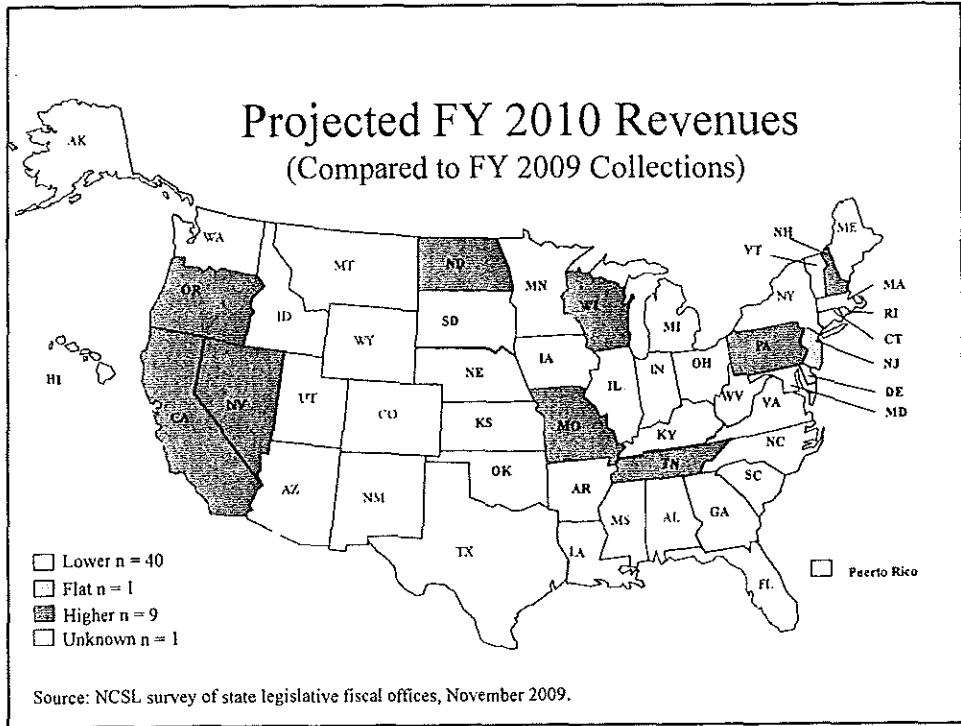 Projected FY 2010 Revenues
(Compared to FY 2009 Collections)
AK
WA
MT
ND
MN
NH
VT
ME
OR
ID
WY
SD
WI
MI
NY
MA
RI
CT
NJ
DE
MD
HI
CA
NV
UT
CO
NE
KS
IA
MO
IL
IN
OH
PA
WV
VA
KY
NC
TN
SC
AZ
NM
OK
AR
MS
AL
GA
TX
LA
FL
Puerto Rico
Lower n = 40
Flat n = 1
Higher n = 9
Unknown n = 1
Source: NCSL survey of state legislative fiscal offices, November 2009.